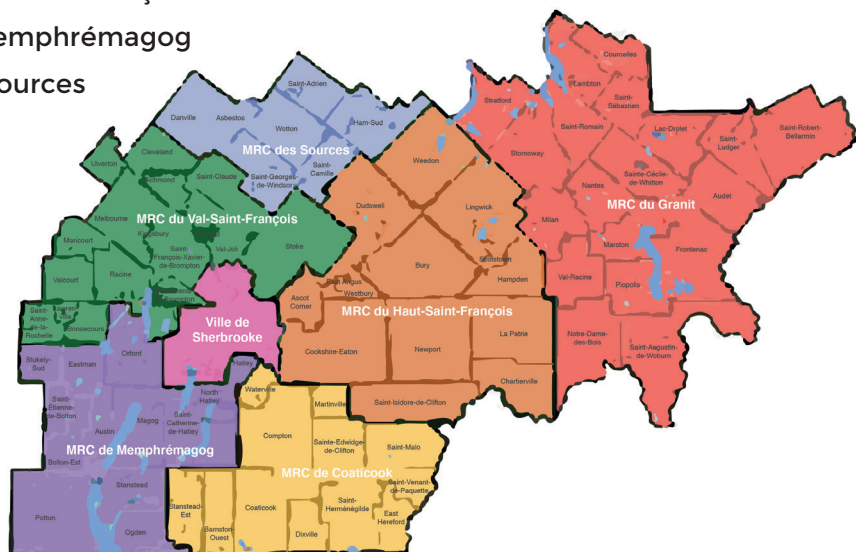 emphrémagog
ources
Courcelles
Lambton
Saint-
Sébastien
Stratford
Saint-Romain
Lac-Drolet
Saint-
Ludger
Saint-Robert-
Bellarmin
Stornoway
Sainte-Cécile-
de-Whitton
Nantes
Audet
MRC du Granit
Milan
Marston
Frontenac
Val-Racine
Piopolis
Notre-Dame-
des-Bois
Saint-Augustin-
de-Woburn
Saint-Adrien
Danville
Asbestos
Wotton
Ham-Sud
MRC des Sources
Saint-Georges-
de-Windsor
Saint-
Camille
Cleveland
Ulverton
Richmond
Saint-Claude
Melbourne
MRC du Val-Saint-François
Kingsbury
Maricourt
Saint-
François-Xavier-
de-Brompton
Val-Joli
Stoke
Valcourt
Racine
Saint-
Anne-
de-la-
Rochelle
Bonsecours
Weedon
Dudswell
Lingwick
Scotstown
Bury
Hampden
East Angus
Westbury
Ascot
Corner
MRC du Haut-Saint-François
La Patrie
Cookshire-Eaton
Newport
Chartierville
Saint-Isidore-de-Clifton
Ville de
Sherbrooke
Stukely-
Sud
Eastman
Orford
Hatley
Saint-
Étienne-
de-Bolton
Austin
Magog
North
Hatley
Saint-
Catherine-
de-Hatley
MRC de Memphrémagog
Bolton-Est
Stanstead
Potton
Ogden
Waterville
Martinville
Compton
Sainte-Edwidge-
de-Clifton
Saint-Malo
MRC de Coaticook
Saint-Venant-
de-Paquette
Stanstead-
Est
Coaticook
Saint-
Herménégilde
East
Hereford
Barnston-
Ouest
Dixville